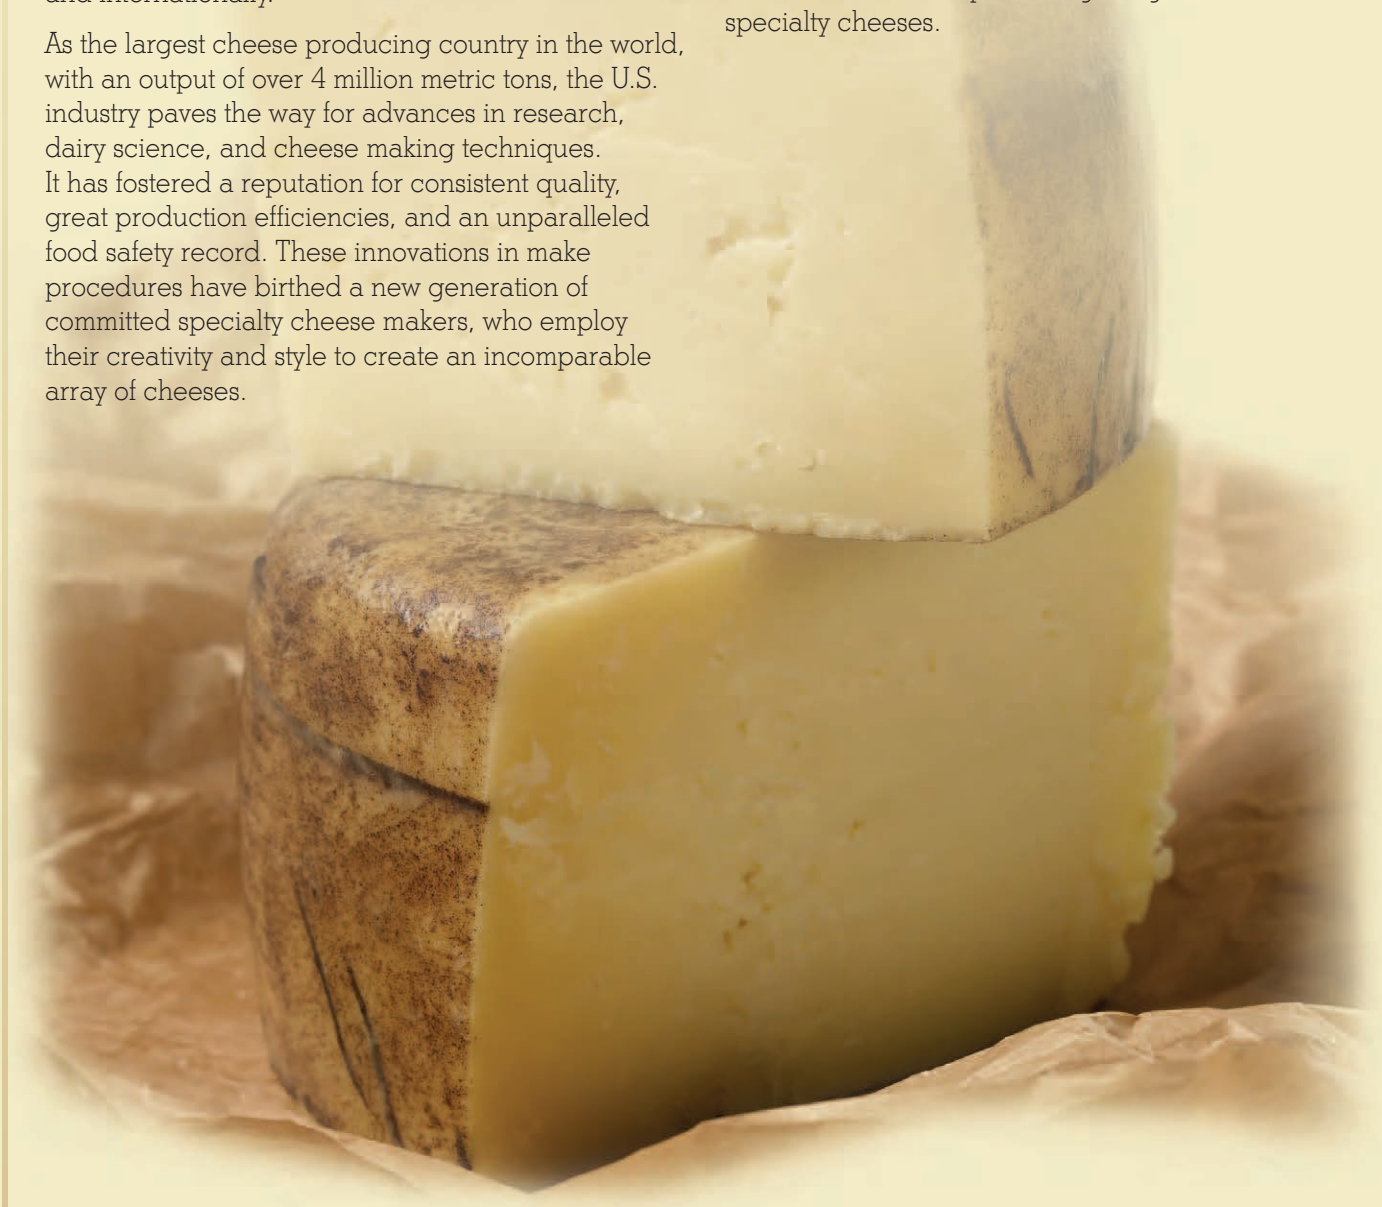 and internationally.
As the largest cheese producing country in the world,
with an output of over 4 million metric tons, the U.S.
industry paves the way for advances in research,
dairy science, and cheese making techniques.
It has fostered a reputation for consistent quality,
great production efficiencies, and an unparalleled
food safety record. These innovations in make
procedures have birthed a new generation of
committed specialty cheese makers, who employ
their creativity and style to create an incomparable
array of cheeses.
specialty cheeses.